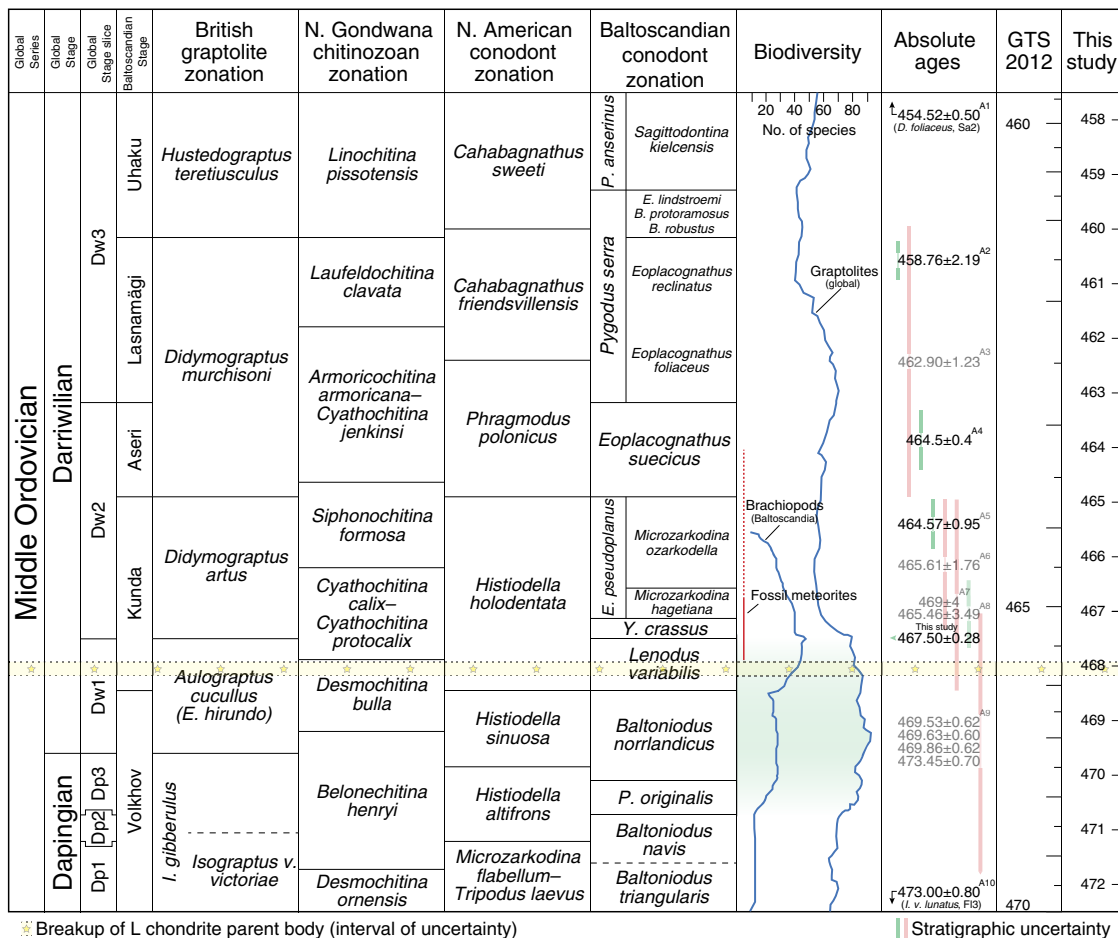 Global Series
Global Stage
Global Stage slice
Baltoscandian Stage
British graptolite zonation
N. Gondwana chitinozoan zonation
N. American conodont zonation
Baltoscandian conodont zonation
Biodiversity
Absolute ages
GTS 2012
This study
Middle Ordovician
Darriwilian
Dapingian
Dw3
Dw2
Dw1
Dp3
Dp2
Dp1
Uhaku
Lasnamägi
Aseri
Kunda
Volkhov
Hustedograptus
teretiusculus
Didymograptus
murchisoni
Didymograptus
artus
Aulograptus
cucullus
(E. hirundo)
I. gibberulus
Isograptus v.
victoriae
Linochitina
pissotensis
Laufeldochitina
clavata
Armoricochitina
armoricana–
Cyathochitina
jenkinsi
Siphonochitina
formosa
Cyathochitina
calix–
Cyathochitina
protocalix
Desmochitina
bulla
Belonechitina
henryi
Desmochitina
ornensis
Cahabagnathus
sweeti
Cahabagnathus
friendsvillensis
Phragmodus
polonicus
Histiodella
holodentata
Histiodella
sinuosa
Histiodella
altifrons
Microzarkodina
flabellum–
Tripodus laevus
P. anserinus
Sagittodontina
kielcensis
Pygodus serra
E. lindstroemi
B. protoramosus
B. robustus
Eoplacognathus
reclinatus
Eoplacognathus
foliaceus
Eoplacognathus
suecicus
E. pseudoplanus
Microzarkodina
ozarkodella
Microzarkodina
hagetiana
Y. crassus
Lenodus
variabilis
Baltoniodus
norrlandicus
P. originalis
Baltoniodus
navis
Baltoniodus
triangularis
20 40 60 80
No. of species
Graptolites
(global)
Brachiopods
(Baltoscandia)
Fossil meteorites
454.52±0.50 A1
(D. foliaceus, Sa2)
458.76±2.19 A2
462.90±1.23 A3
464.5±0.4 A4
464.57±0.95 A5
465.61±1.76 A6
469±4 A7
465.46±3.49 A8
This study
467.50±0.28
469.53±0.62 A9
469.63±0.60
469.86±0.62
473.45±0.70
473.00±0.80 A10
(I. v. lunatus, Fl3)
460
465
470
458
459
460
461
462
463
464
465
466
467
468
469
470
471
472
Breakup of L chondrite parent body (interval of uncertainty)
Stratigraphic uncertainty